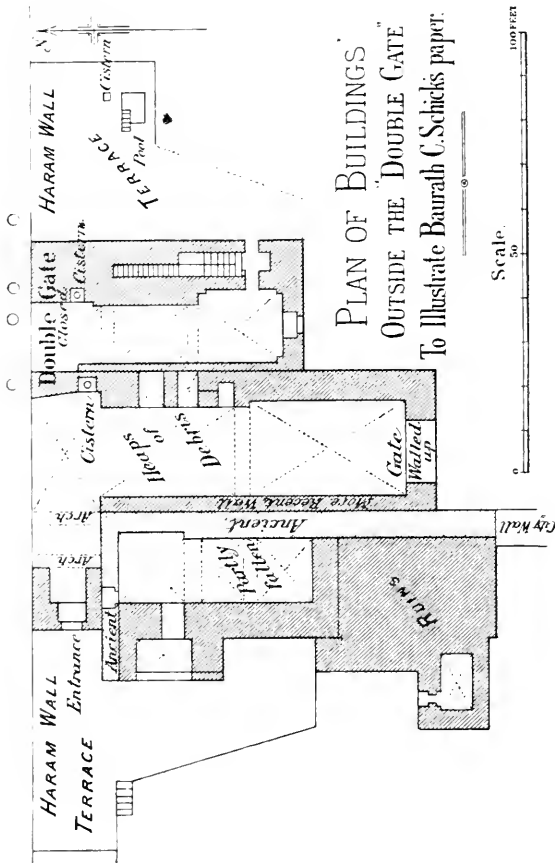 HARAM WALL
TERRACE
Entrance
HARAM WALL
TERRACE
Pool
Cistern
N
Double Gate
Closed
Cistern
Cistern
Heaps
of
Debris
Arch
Arch
Ancient
Partly
Fallen
Ancient
More Recent Wall
Gate
Walled
up
City Wall
RUINS
PLAN OF BUILDINGS
OUTSIDE THE "DOUBLE GATE"
To Illustrate Baurath C. Schicks paper.
Scale.
0
50
100 FEET